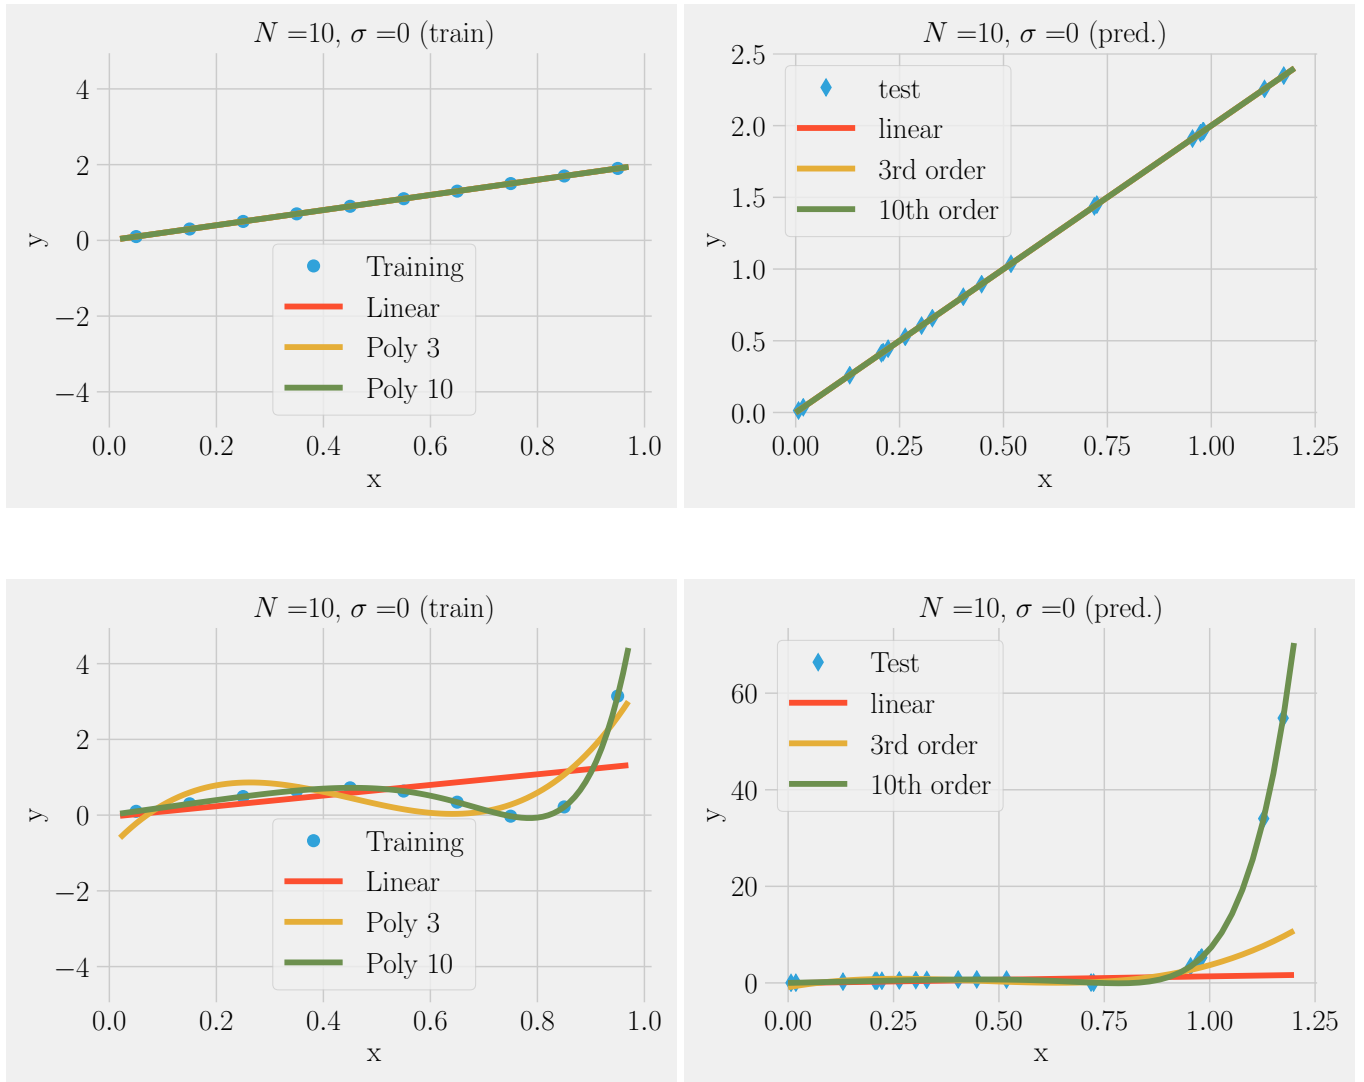 N =10, σ =0 (train)
4
2
0
−2
−4
y
Training
Linear
Poly 3
Poly 10
0.0 0.2 0.4 0.6 0.8 1.0
x
N =10, σ =0 (pred.)
2.5
2.0
1.5
1.0
0.5
0.0
y
test
linear
3rd order
10th order
0.00 0.25 0.50 0.75 1.00 1.25
x
N =10, σ =0 (train)
4
2
0
−2
−4
y
Training
Linear
Poly 3
Poly 10
0.0 0.2 0.4 0.6 0.8 1.0
x
N =10, σ =0 (pred.)
60
40
20
0
y
Test
linear
3rd order
10th order
0.00 0.25 0.50 0.75 1.00 1.25
x